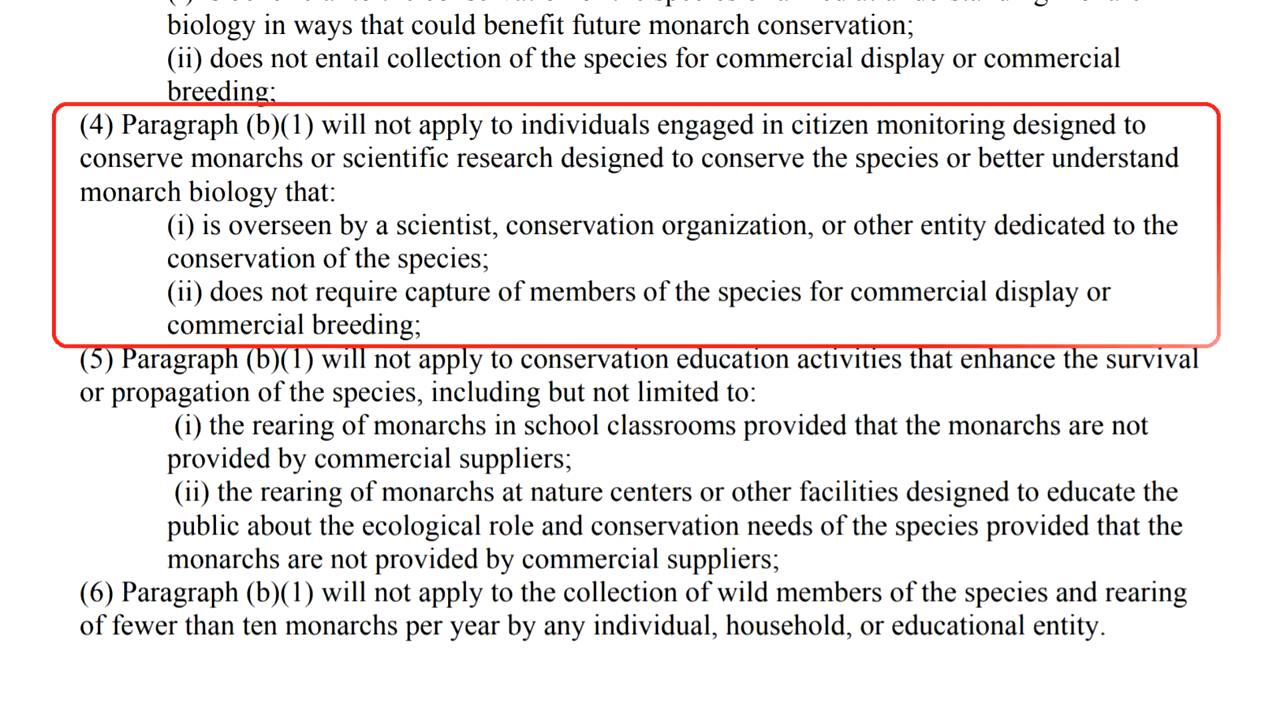 biology in ways that could benefit future monarch conservation;
(ii) does not entail collection of the species for commercial display or commercial
breeding;
(4) Paragraph (b)(1) will not apply to individuals engaged in citizen monitoring designed to
conserve monarchs or scientific research designed to conserve the species or better understand
monarch biology that:
(i) is overseen by a scientist, conservation organization, or other entity dedicated to the
conservation of the species;
(ii) does not require capture of members of the species for commercial display or
commercial breeding;
(5) Paragraph (b)(1) will not apply to conservation education activities that enhance the survival
or propagation of the species, including but not limited to:
(i) the rearing of monarchs in school classrooms provided that the monarchs are not
provided by commercial suppliers;
(ii) the rearing of monarchs at nature centers or other facilities designed to educate the
public about the ecological role and conservation needs of the species provided that the
monarchs are not provided by commercial suppliers;
(6) Paragraph (b)(1) will not apply to the collection of wild members of the species and rearing
of fewer than ten monarchs per year by any individual, household, or educational entity.